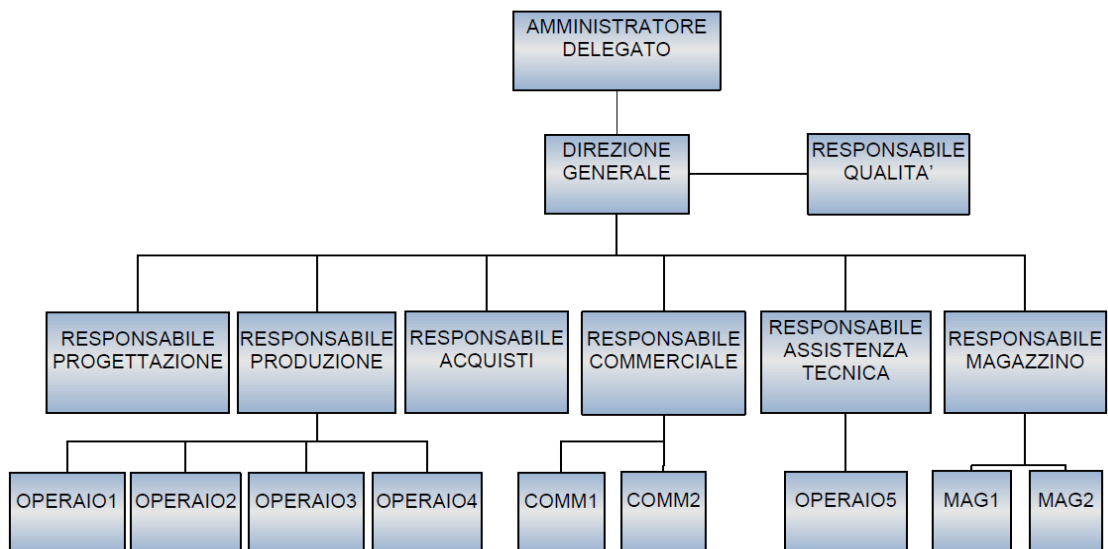 AMMINISTRATORE
DELEGATO
DIREZIONE
GENERALE
RESPONSABILE
QUALITA’
RESPONSABILE
PROGETTAZIONE
RESPONSABILE
PRODUZIONE
RESPONSABILE
ACQUISTI
RESPONSABILE
COMMERCIALE
RESPONSABILE
ASSISTENZA
TECNICA
RESPONSABILE
MAGAZZINO
OPERAIO1
OPERAIO2
OPERAIO3
OPERAIO4
COMM1
COMM2
OPERAIO5
MAG1
MAG2